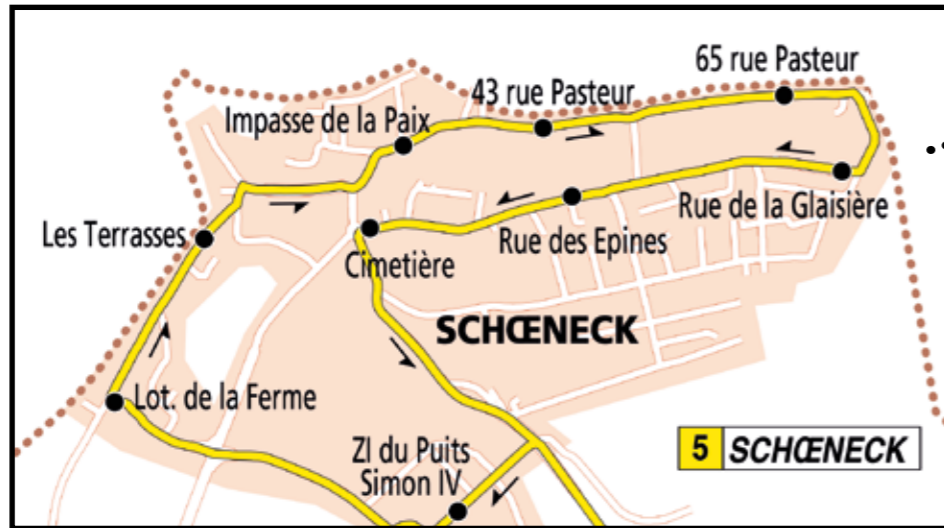 65 rue Pasteur
43 rue Pasteur
Impasse de la Paix
Rue de la Glaisière
Les Terrasses
Rue des Epines
Cimetière
SCHŒNECK
Lot. de la Ferme
ZI du Puits
Simon IV
5 SCHŒNECK